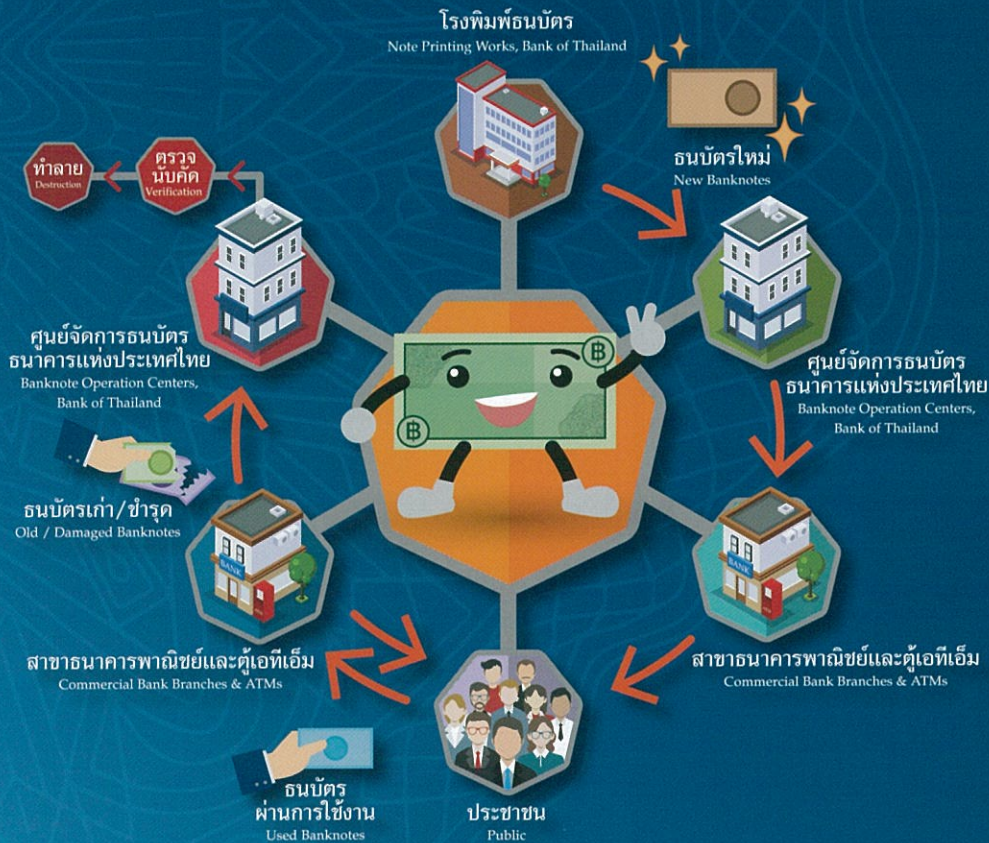 โรงพิมพ์ธนบัตร
Note Printing Works, Bank of Thailand
ธนบัตรใหม่
New Banknotes
ศูนย์จัดการธนบัตร
ธนาคารแห่งประเทศไทย
Banknote Operation Centers,
Bank of Thailand
สาขาธนาคารพาณิชย์และตู้เอทีเอ็ม
Commercial Bank Branches & ATMs
BANK
ประชาชน
Public
ธนบัตร
ผ่านการใช้งาน
Used Banknotes
สาขาธนาคารพาณิชย์และตู้เอทีเอ็ม
Commercial Bank Branches & ATMs
BANK
ธนบัตรเก่า/ชำรุด
Old / Damaged Banknotes
ศูนย์จัดการธนบัตร
ธนาคารแห่งประเทศไทย
Banknote Operation Centers,
Bank of Thailand
ตรวจ
นับคัด
Verification
ทำลาย
Destruction
฿
฿